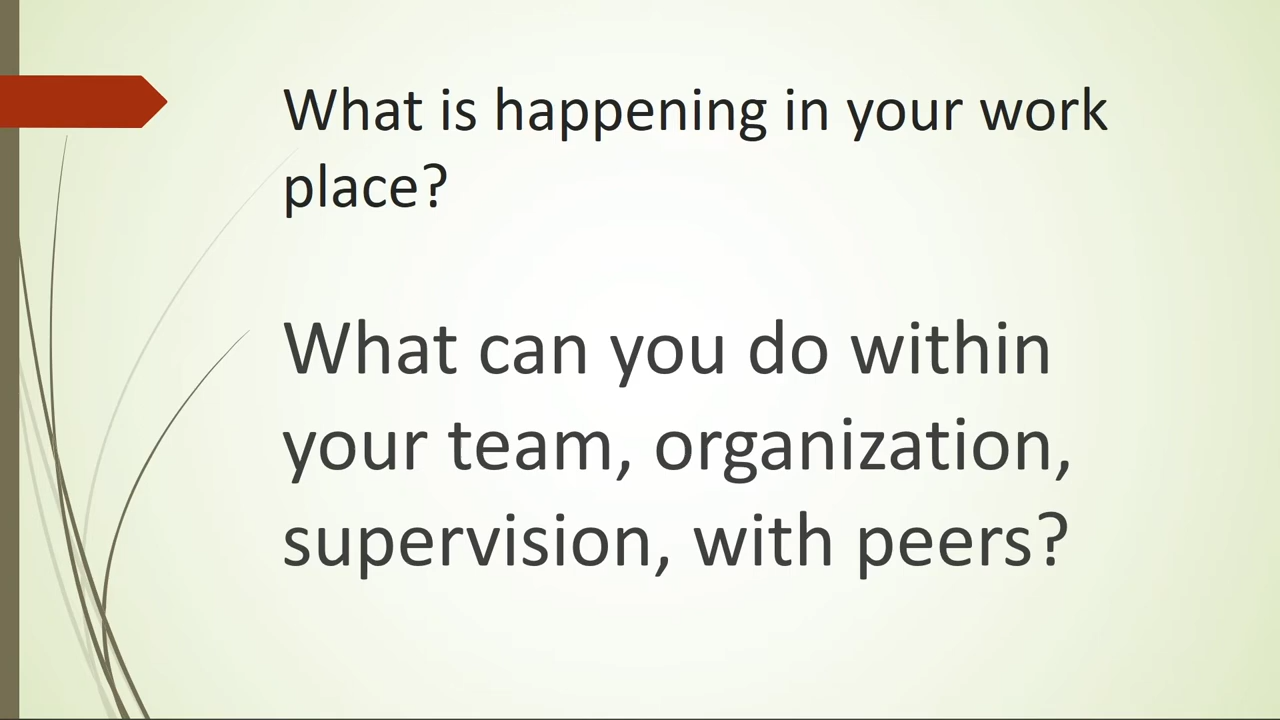 What is happening in your work
place?
What can you do within
your team, organization,
supervision, with peers?